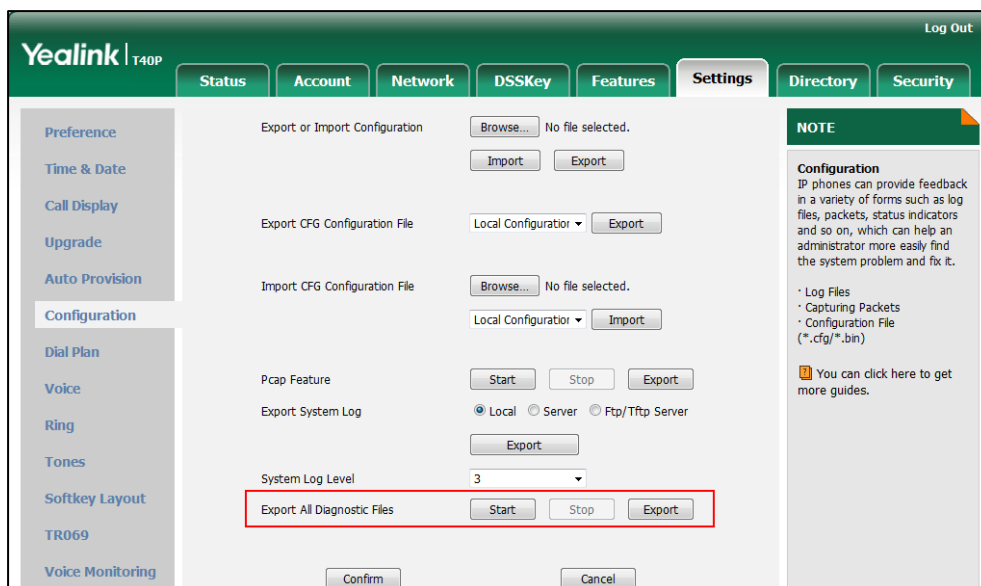 Log Out
Yealink | T40P
Status Account Network DSSKey Features Settings Directory Security
Preference
Time & Date
Call Display
Upgrade
Auto Provision
Configuration
Dial Plan
Voice
Ring
Tones
Softkey Layout
TR069
Voice Monitoring
Export or Import Configuration Browse... No file selected.
Import Export
Export CFG Configuration File Local Configuration Export
Import CFG Configuration File Browse... No file selected.
Local Configuration Import
Pcap Feature Start Stop Export
Export System Log Local Server Ftp/Tftp Server
Export
System Log Level 3
Export All Diagnostic Files Start Stop Export
Confirm Cancel
NOTE
Configuration
IP phones can provide feedback
in a variety of forms such as log
files, packets, status indicators
and so on, which can help an
administrator more easily find
the system problem and fix it.
· Log Files
· Capturing Packets
· Configuration File
(*.cfg/*.bin)
You can click here to get
more guides.